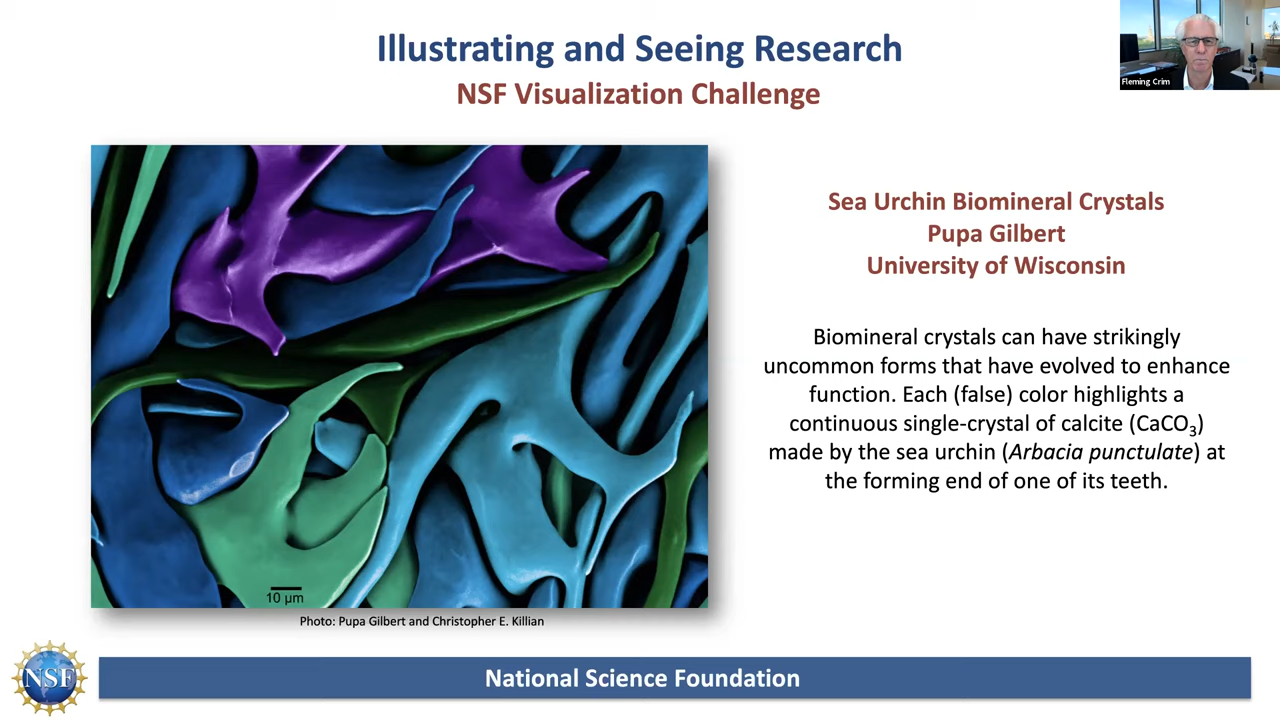 Illustrating and Seeing Research
NSF Visualization Challenge
Fleming Crim
Sea Urchin Biomineral Crystals
Pupa Gilbert
University of Wisconsin
Biomineral crystals can have strikingly
uncommon forms that have evolved to enhance
function. Each (false) color highlights a
continuous single-crystal of calcite (CaCO₃)
made by the sea urchin (Arbacia punctulate) at
the forming end of one of its teeth.
10 µm
Photo: Pupa Gilbert and Christopher E. Killian
NSF
National Science Foundation